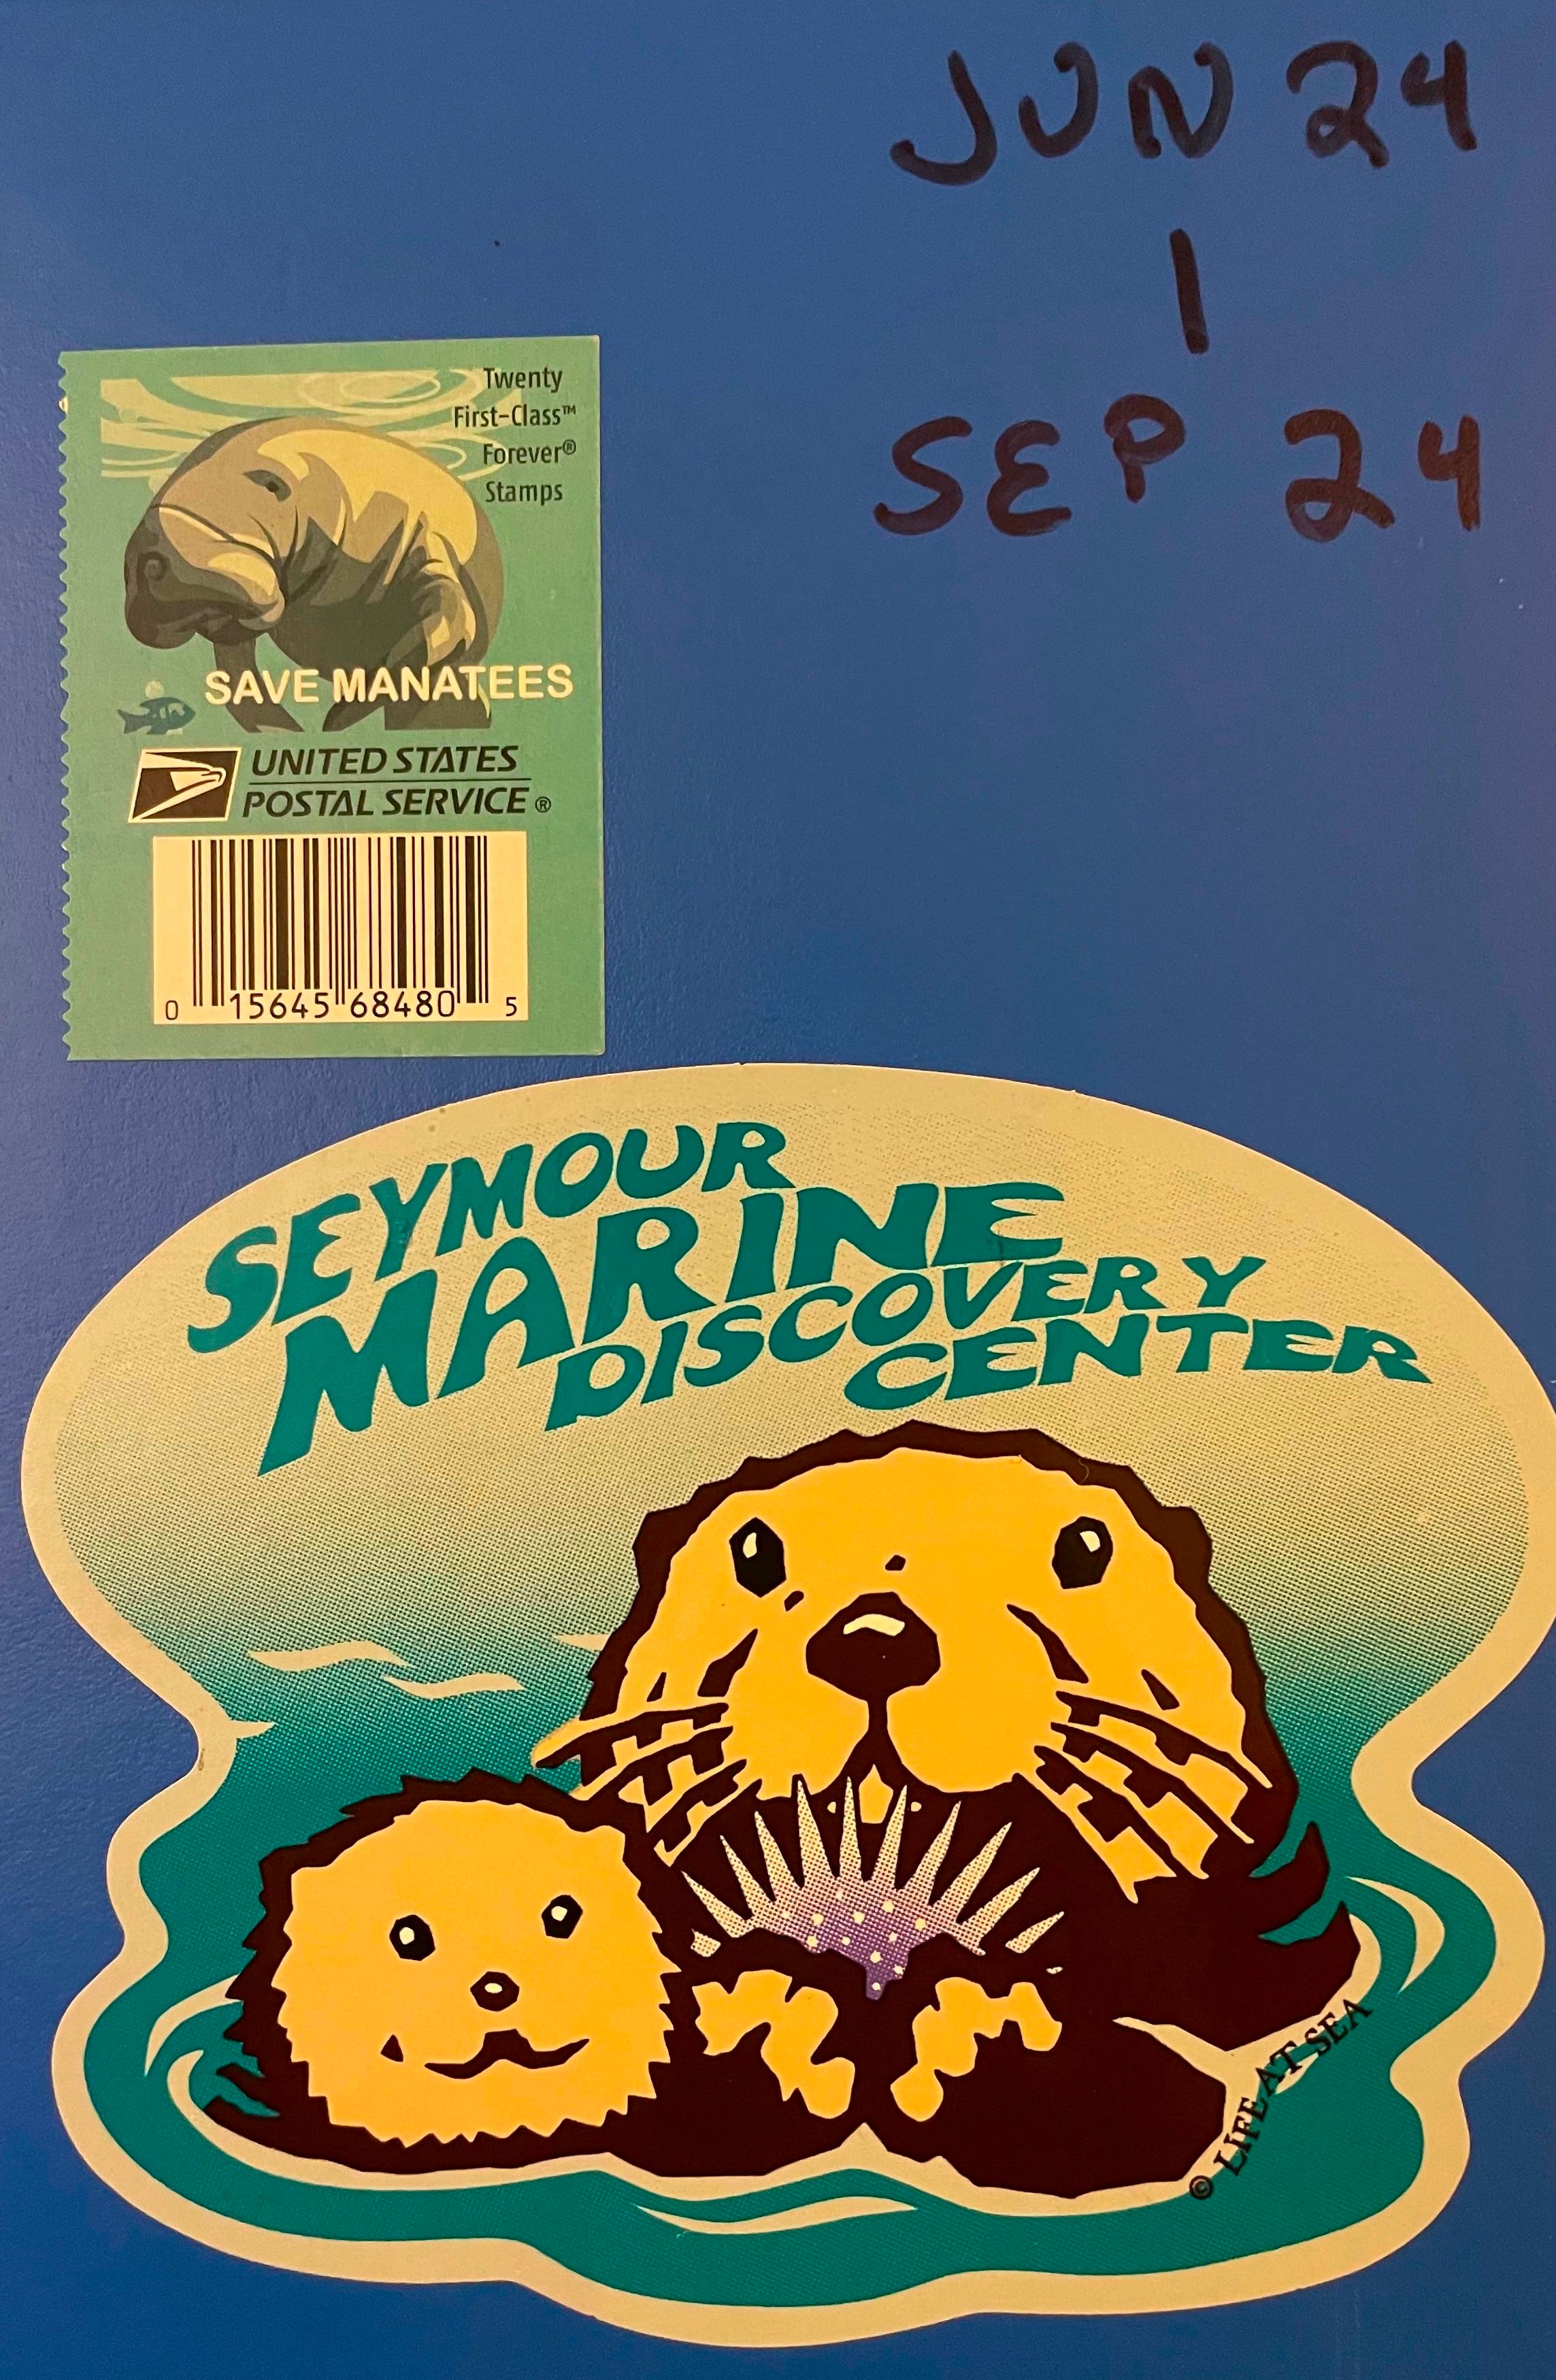 JUN 24
|
SEP 24
Twenty
First-Class™
Forever®
Stamps
SAVE MANATEES
UNITED STATES
POSTAL SERVICE®
0 15645 68480 5
SEYMOUR
MARINE
DISCOVERY
CENTER
© LIFE AT SEA